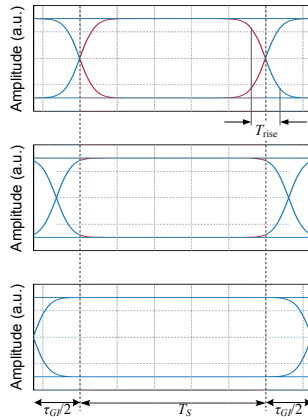 Amplitude (a.u.)
T_rise
Amplitude (a.u.)
Amplitude (a.u.)
τ_GI/2
T_S
τ_GI/2